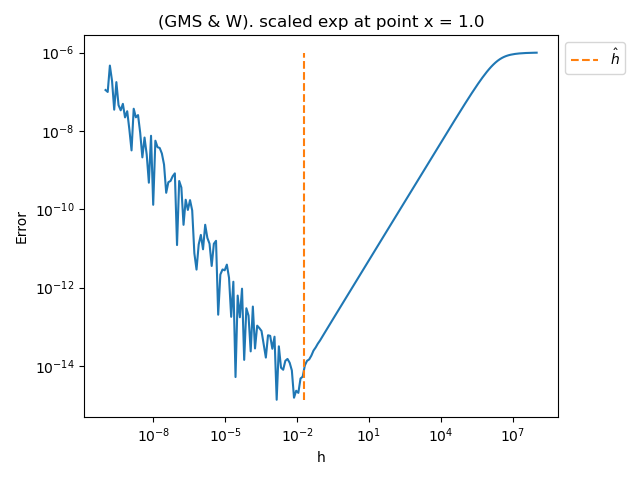 (GMS & W). scaled exp at point x = 1.0
ĥ
Error
10⁻⁶
10⁻⁸
10⁻¹⁰
10⁻¹²
10⁻¹⁴
10⁻⁸ 10⁻⁵ 10⁻² 10¹ 10⁴ 10⁷
h